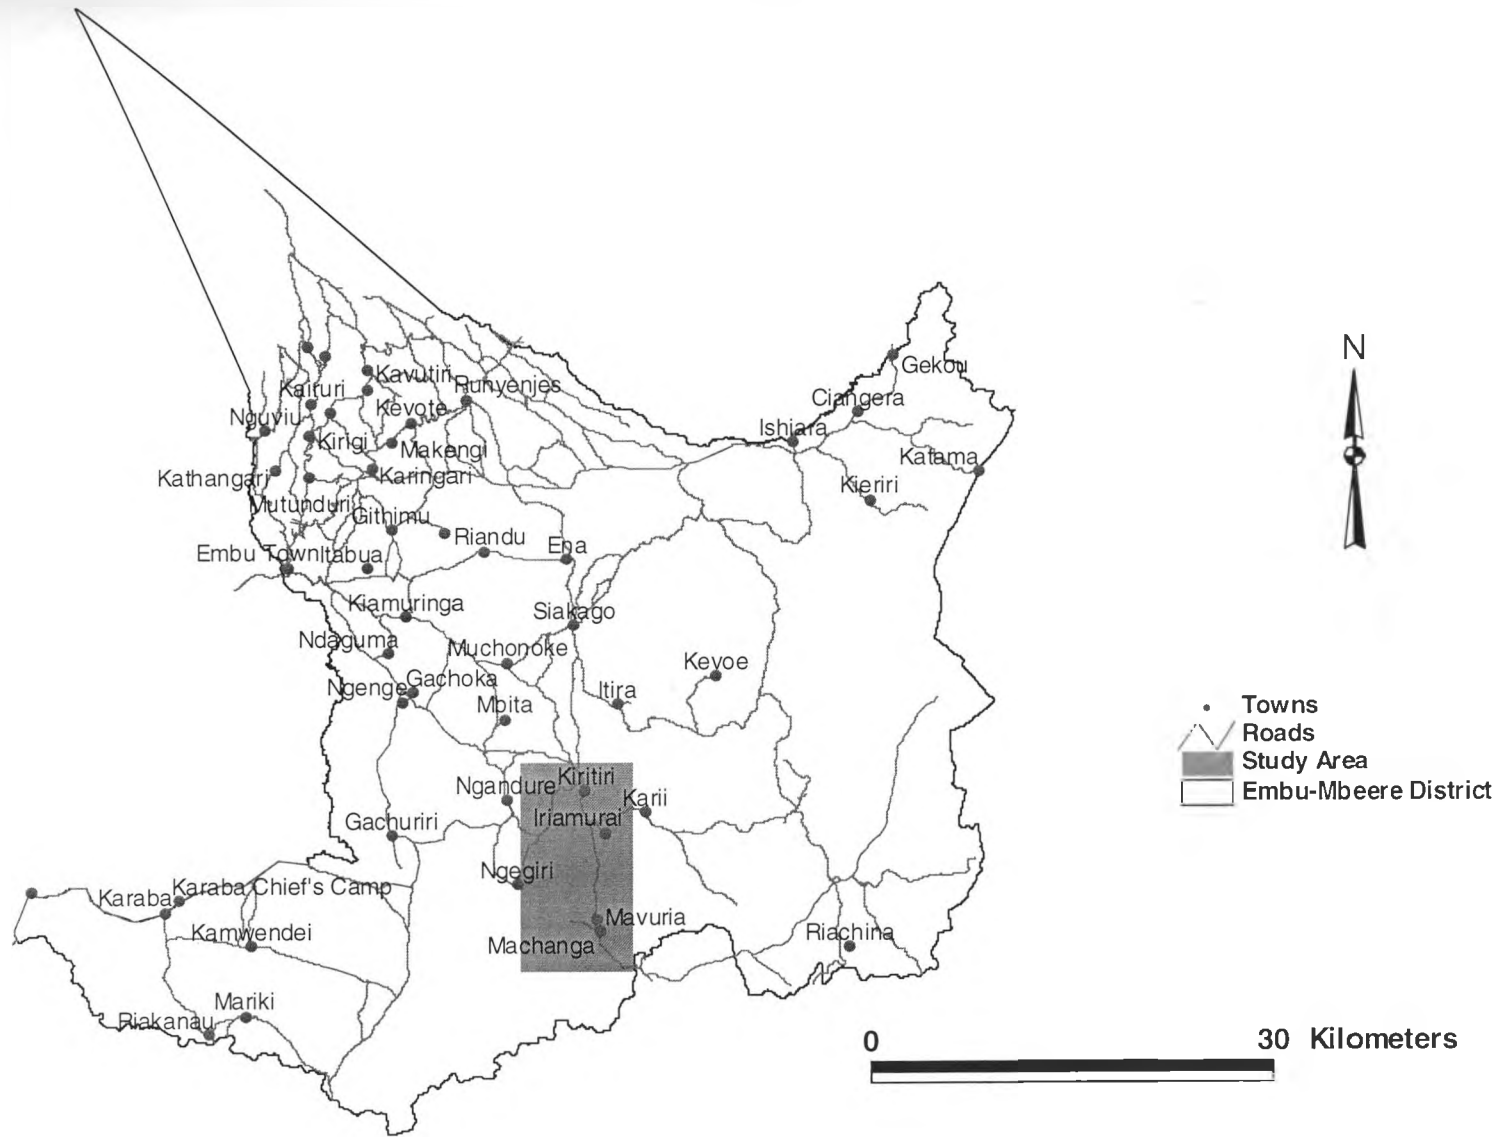 N
Gekou
Kavutiri
Runyenjes
Kairuri
Ciangera
Kevote
Nguviu
Ishiara
Kirigi
Makengi
Katama
Kathangari
Karingari
Kieriri
Mutunduri
Githimu
Riandu
Ena
Embu Town
Itabua
Kiamuringa
Siakago
Ndaguma
Muchonoke
Kevoe
Gachoka
Ngenge
Itira
Mbita
Towns
Roads
Study Area
Embu-Mbeere District
Kiritiri
Ngandure
Karii
Iriamurai
Gachuriri
Ngegiri
Karaba Chief's Camp
Karaba
Mavuria
Kamwendei
Riachina
Machanga
Mariki
Riakanau
0
30 Kilometers